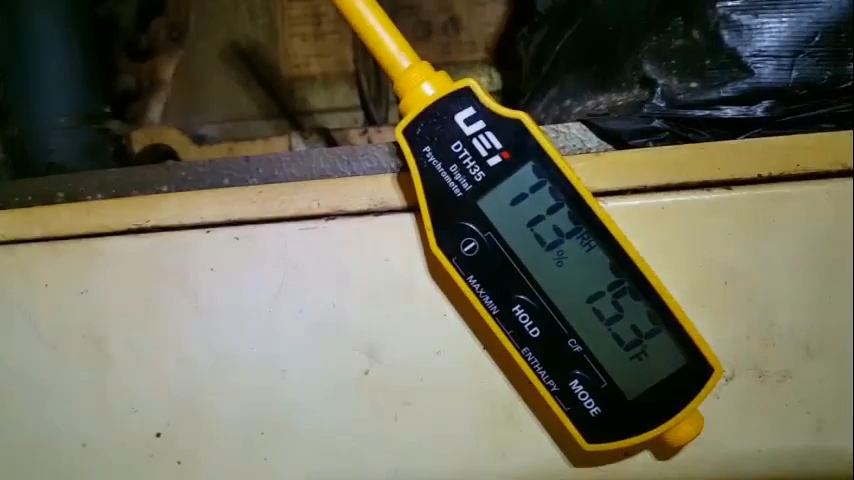 UEi
DTH35
Digital
Psychrometer
%
RH
F
MAX/MIN
HOLD
C/F
ENTHALPY
MODE